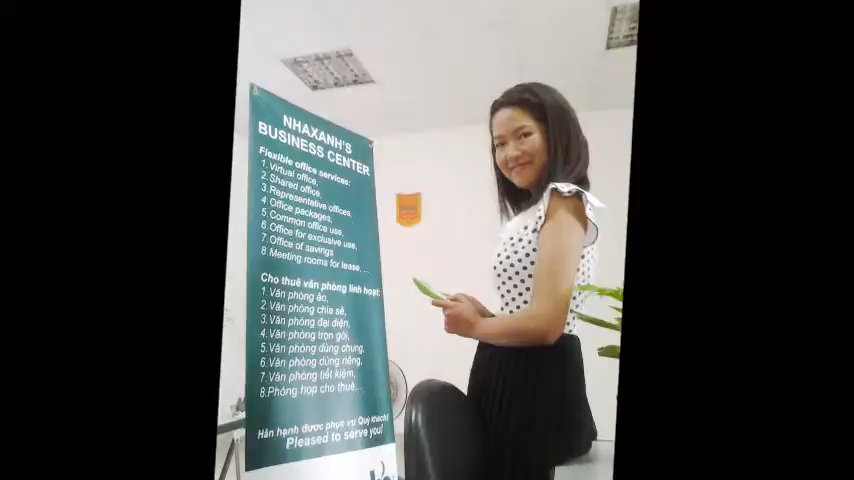 NHAXANH'S
BUSINESS CENTER
Flexible office services:
1. Virtual office,
2. Shared office,
3. Representative offices,
4. Office packages,
5. Common office use,
6. Office for exclusive use,
7. Office of savings
8. Meeting rooms for lease,...
Cho thuê văn phòng linh hoạt:
1. Văn phòng ảo,
2. Văn phòng chia sẻ,
3. Văn phòng đại diện,
4. Văn phòng trọn gói,
5. Văn phòng dùng chung,
6. Văn phòng dùng riêng,
7. Văn phòng tiết kiệm,
8. Phòng họp cho thuê....
Hân hạnh được phục vụ Quý khách!
Pleased to serve you!